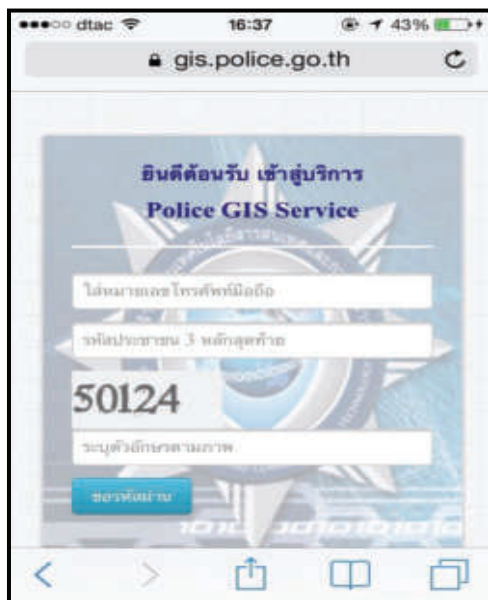 dtac 16:37 43%
gis.police.go.th
ยินดีต้อนรับ เข้าสู่บริการ
Police GIS Service
ใส่หมายเลขโทรศัพท์มือถือ
รหัสประชาชน 3 หลักสุดท้าย
50124
ระบุตัวอักษรตามภาพ
ขอรหัสผ่าน